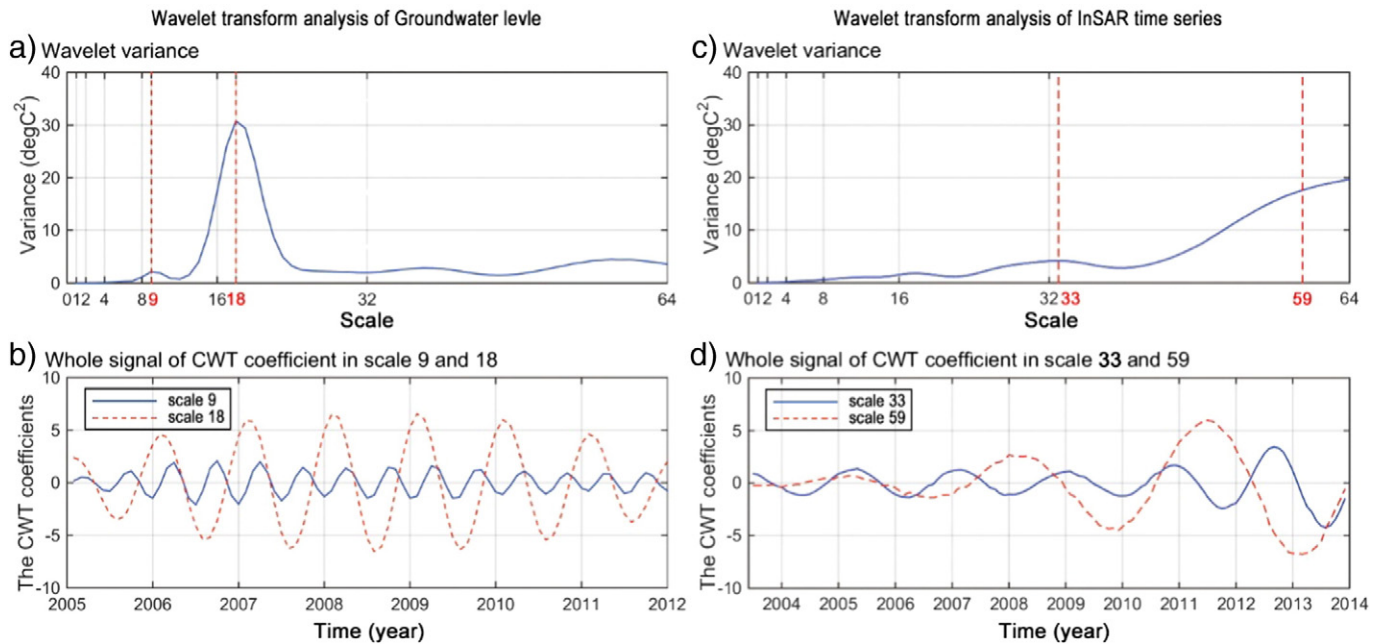 Wavelet transform analysis of Groundwater levle
a) Wavelet variance
Variance (degC²)
40
30
20
10
0
0 1 2 4 8 9 16 18 32 64
Scale
b) Whole signal of CWT coefficient in scale 9 and 18
The CWT coefficients
10
5
0
-5
-10
scale 9
scale 18
2005 2006 2007 2008 2009 2010 2011 2012
Time (year)
Wavelet transform analysis of InSAR time series
c) Wavelet variance
Variance (degC²)
40
30
20
10
0
0 1 2 4 8 16 32 33 59 64
Scale
d) Whole signal of CWT coefficient in scale 33 and 59
The CWT coefficients
10
5
0
-5
-10
scale 33
scale 59
2004 2005 2006 2007 2008 2009 2010 2011 2012 2013 2014
Time (year)